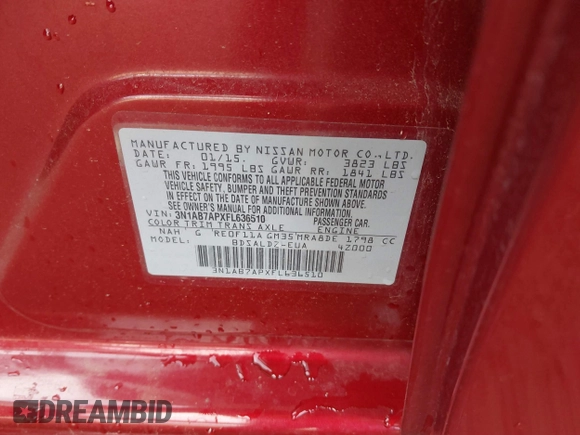 MANUFACTURED BY NISSAN MOTOR CO.,LTD.
DATE: 01/15. GVWR: 3823 LBS
GAWR FR: 1995 LBS GAWR RR: 1841 LBS
THIS VEHICLE CONFORMS TO ALL APPLICABLE FEDERAL MOTOR
VEHICLE SAFETY, BUMPER AND THEFT PREVENTION STANDARDS
IN EFFECT ON THE DATE OF MANUFACTURE SHOWN ABOVE.
SEE OWNER'S MANUAL FOR ADDITIONAL INFORMATION.
VIN: 3N1AB7APXFL636510 PASSENGER CAR.
COLOR TRIM TRANS AXLE ENGINE
NAH G RE0F11A GM35 MRA8DE 1798 CC
MODEL: BDSALDZ-EUA 42000
3N1AB7APXFL636510
DREAMBID